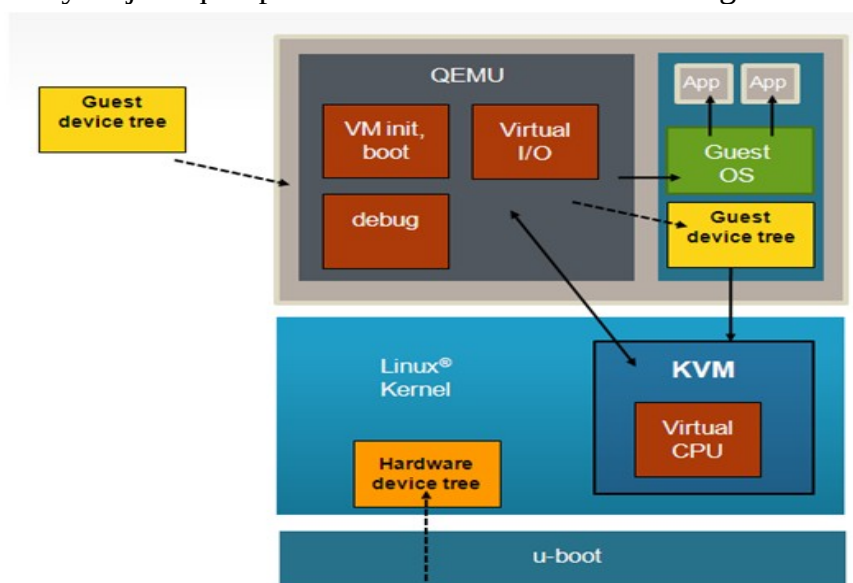 QEMU
App
App
Guest
device tree
VM init,
boot
Virtual
I/O
Guest
OS
debug
Guest
device tree
Linux®
Kernel
KVM
Virtual
CPU
Hardware
device tree
u-boot